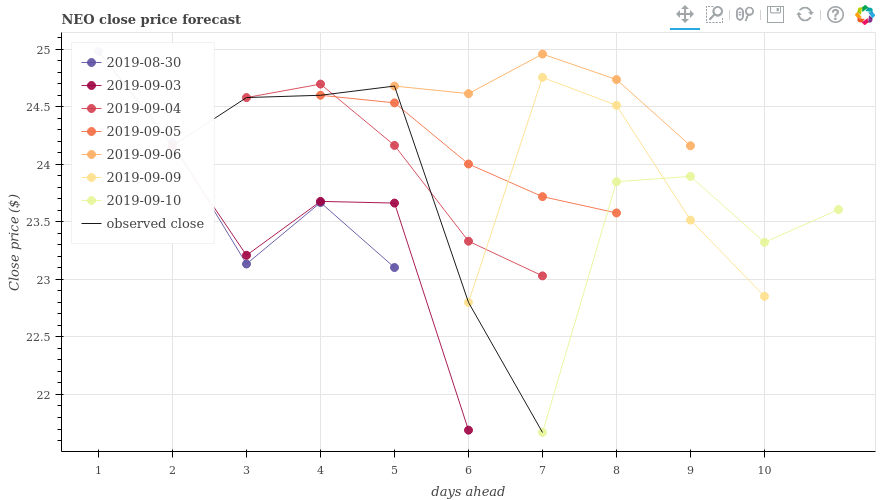 NEO close price forecast
25
24.5
24
23.5
23
22.5
22
Close price ($)
2019-08-30
2019-09-03
2019-09-04
2019-09-05
2019-09-06
2019-09-09
2019-09-10
observed close
1 2 3 4 5 6 7 8 9 10
days ahead